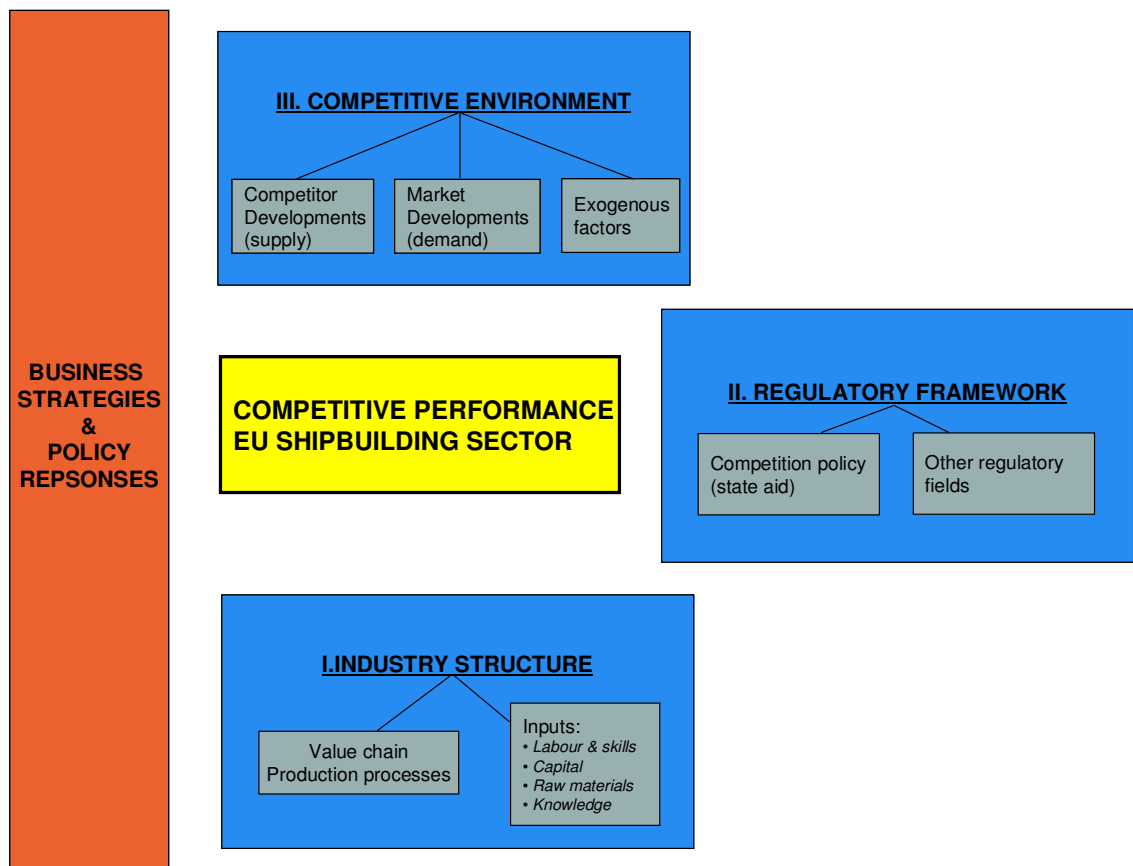 III. COMPETITIVE ENVIRONMENT
Competitor
Developments
(supply)
Market
Developments
(demand)
Exogenous
factors
BUSINESS
STRATEGIES
&
POLICY
REPSONSES
COMPETITIVE PERFORMANCE
EU SHIPBUILDING SECTOR
II. REGULATORY FRAMEWORK
Competition policy
(state aid)
Other regulatory
fields
I.INDUSTRY STRUCTURE
Value chain
Production processes
Inputs:
• Labour & skills
• Capital
• Raw materials
• Knowledge